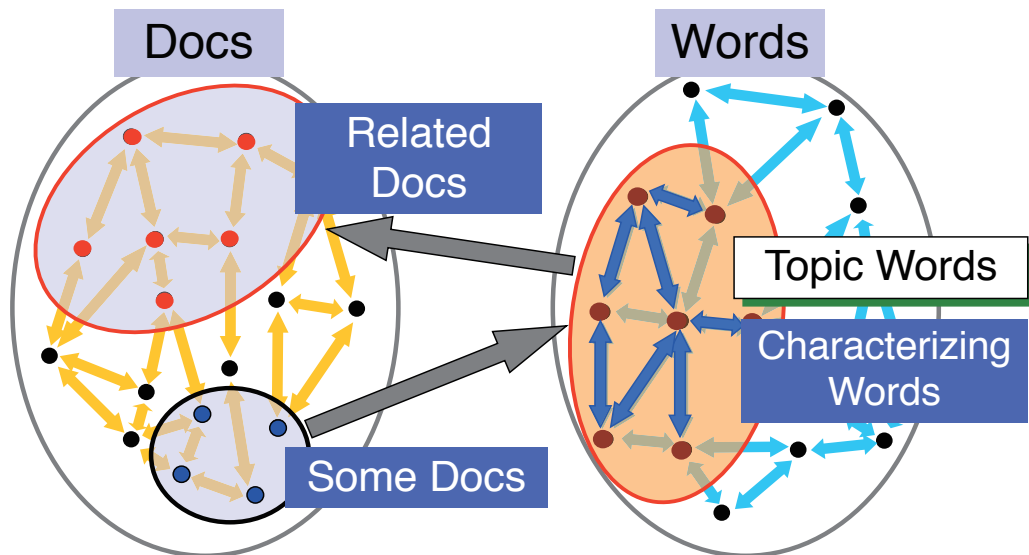 Docs
Words
Related
Docs
Topic Words
Characterizing
Words
Some Docs